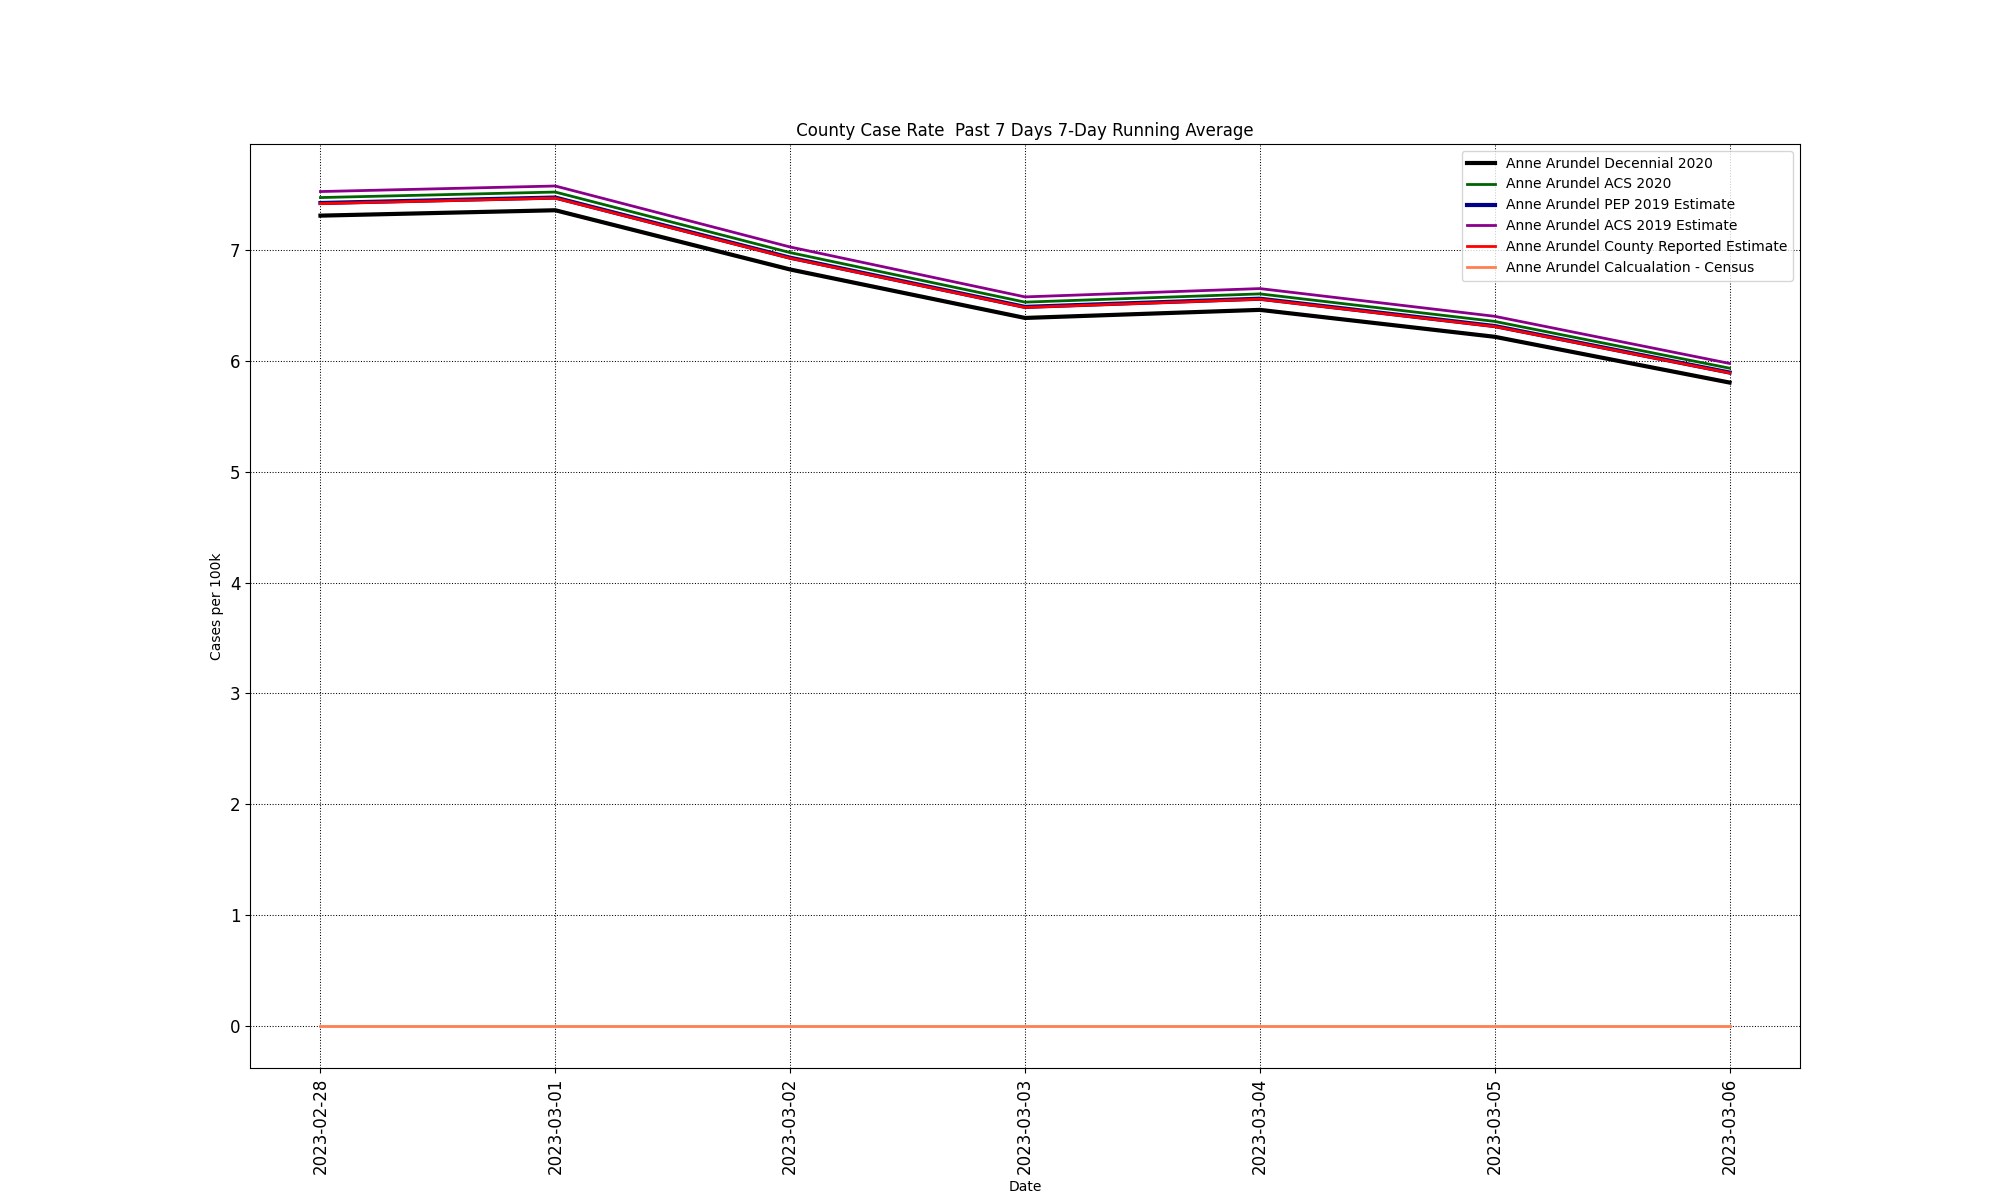 County Case Rate  Past 7 Days 7-Day Running Average
Anne Arundel Decennial 2020
Anne Arundel ACS 2020
Anne Arundel PEP 2019 Estimate
Anne Arundel ACS 2019 Estimate
Anne Arundel County Reported Estimate
Anne Arundel Calcualation - Census
Cases per 100k
7
6
5
4
3
2
1
0
2023-02-28
2023-03-01
2023-03-02
2023-03-03
2023-03-04
2023-03-05
2023-03-06
Date